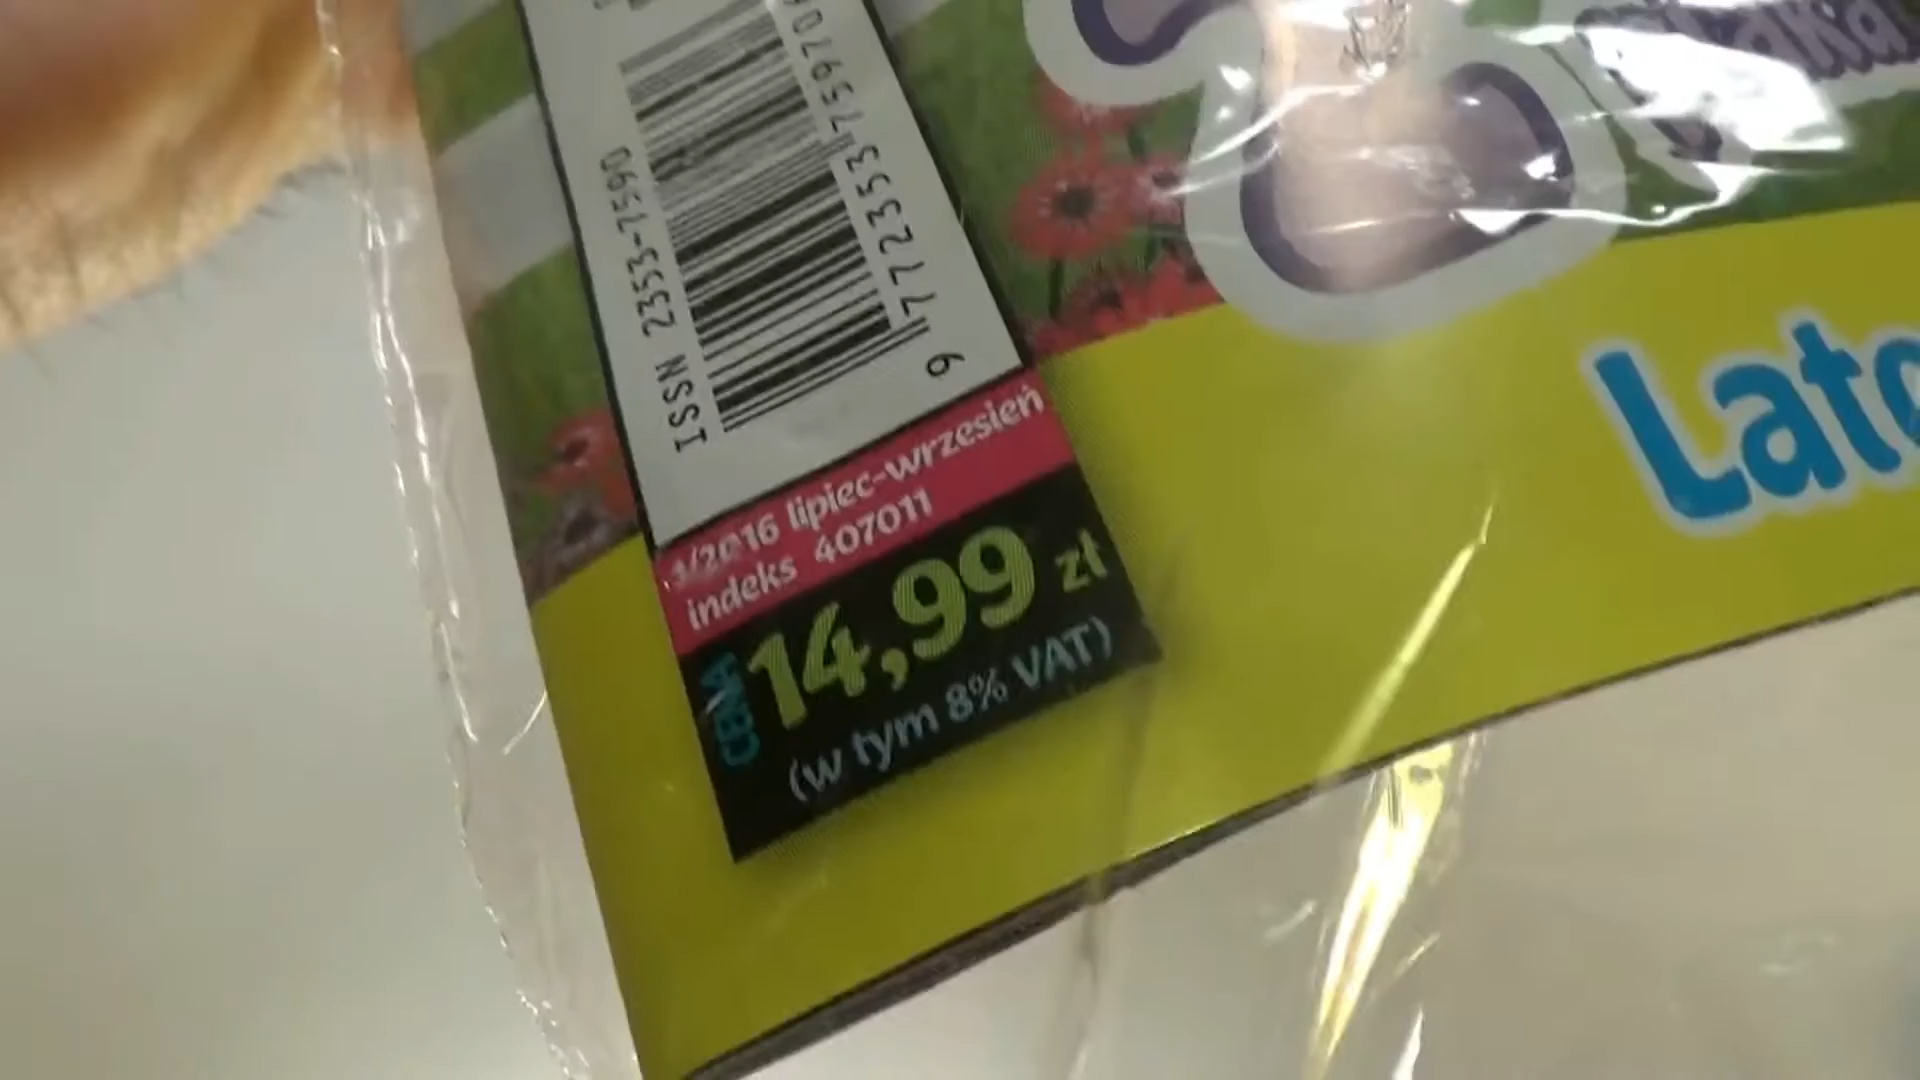 ISSN 2353-7590
9 772353 75970
3/2016 lipiec-wrzesień
indeks 407011
CENA 14,99 zł
(w tym 8% VAT)
Lato